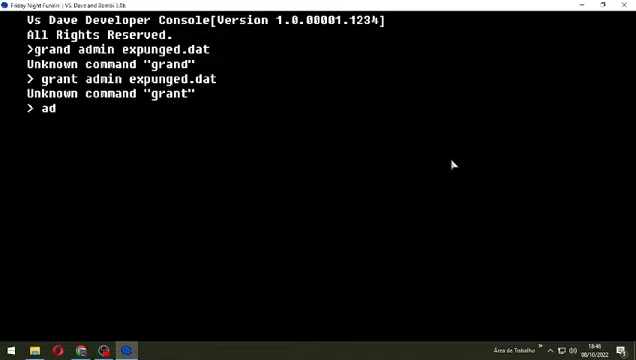 Friday Night Funkin' | VS. Dave and Bambi 3.0b
Vs Dave Developer Console[Version 1.0.00001.1234]
All Rights Reserved.
>grand admin expunged.dat
Unknown command "grand"
> grant admin expunged.dat
Unknown command "grant"
> ad
Área de Trabalho
18:46
08/10/2022